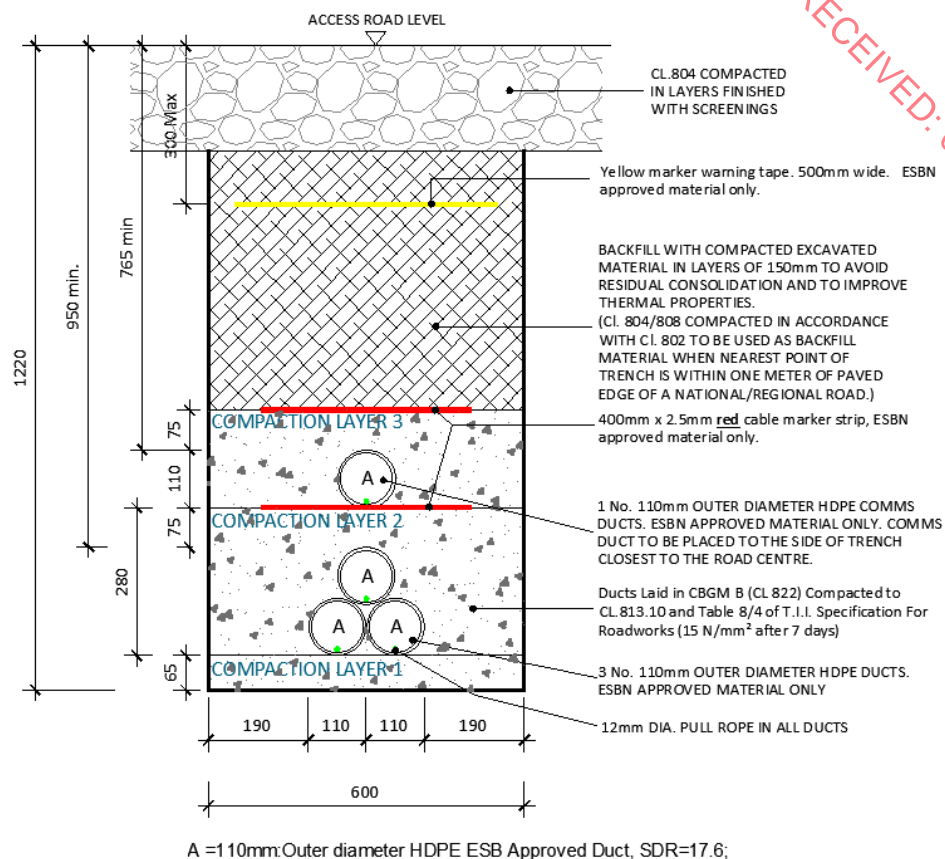 ACCESS ROAD LEVEL
RECEIVED:
CL.804 COMPACTED
IN LAYERS FINISHED
WITH SCREENINGS
300 Max
Yellow marker warning tape. 500mm wide. ESBN
approved material only.
765 min
950 min.
1220
BACKFILL WITH COMPACTED EXCAVATED
MATERIAL IN LAYERS OF 150mm TO AVOID
RESIDUAL CONSOLIDATION AND TO IMPROVE
THERMAL PROPERTIES.
(Cl. 804/808 COMPACTED IN ACCORDANCE
WITH Cl. 802 TO BE USED AS BACKFILL
MATERIAL WHEN NEAREST POINT OF
TRENCH IS WITHIN ONE METER OF PAVED
EDGE OF A NATIONAL/REGIONAL ROAD.)
COMPACTION LAYER 3
75
400mm x 2.5mm red cable marker strip, ESBN
approved material only.
A
110
COMPACTION LAYER 2
75
1 No. 110mm OUTER DIAMETER HDPE COMMS
DUCTS. ESBN APPROVED MATERIAL ONLY. COMMS
DUCT TO BE PLACED TO THE SIDE OF TRENCH
CLOSEST TO THE ROAD CENTRE.
280
A
A
A
Ducts Laid in CBGM B (CL 822) Compacted to
CL.813.10 and Table 8/4 of T.I.I. Specification For
Roadworks (15 N/mm² after 7 days)
COMPACTION LAYER 1
65
3 No. 110mm OUTER DIAMETER HDPE DUCTS.
ESBN APPROVED MATERIAL ONLY
12mm DIA. PULL ROPE IN ALL DUCTS
190
110
110
190
600
A =110mm:Outer diameter HDPE ESB Approved Duct, SDR=17.6;